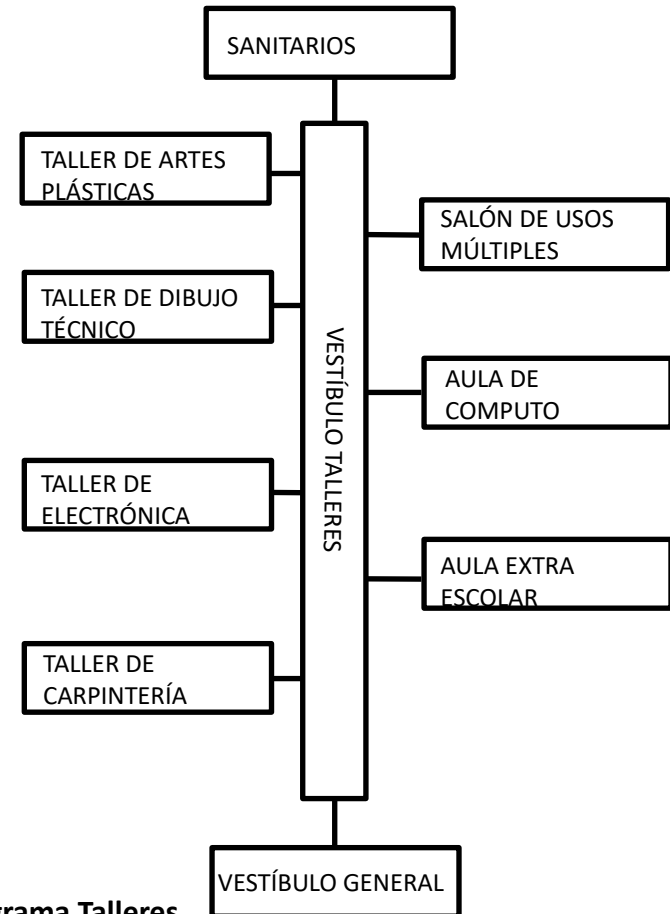 SANITARIOS
TALLER DE ARTES
PLÁSTICAS
SALÓN DE USOS
MÚLTIPLES
TALLER DE DIBUJO
TÉCNICO
VESTÍBULO TALLERES
AULA DE
COMPUTO
TALLER DE
ELECTRÓNICA
AULA EXTRA
ESCOLAR
TALLER DE
CARPINTERÍA
VESTÍBULO GENERAL
grama Talleres